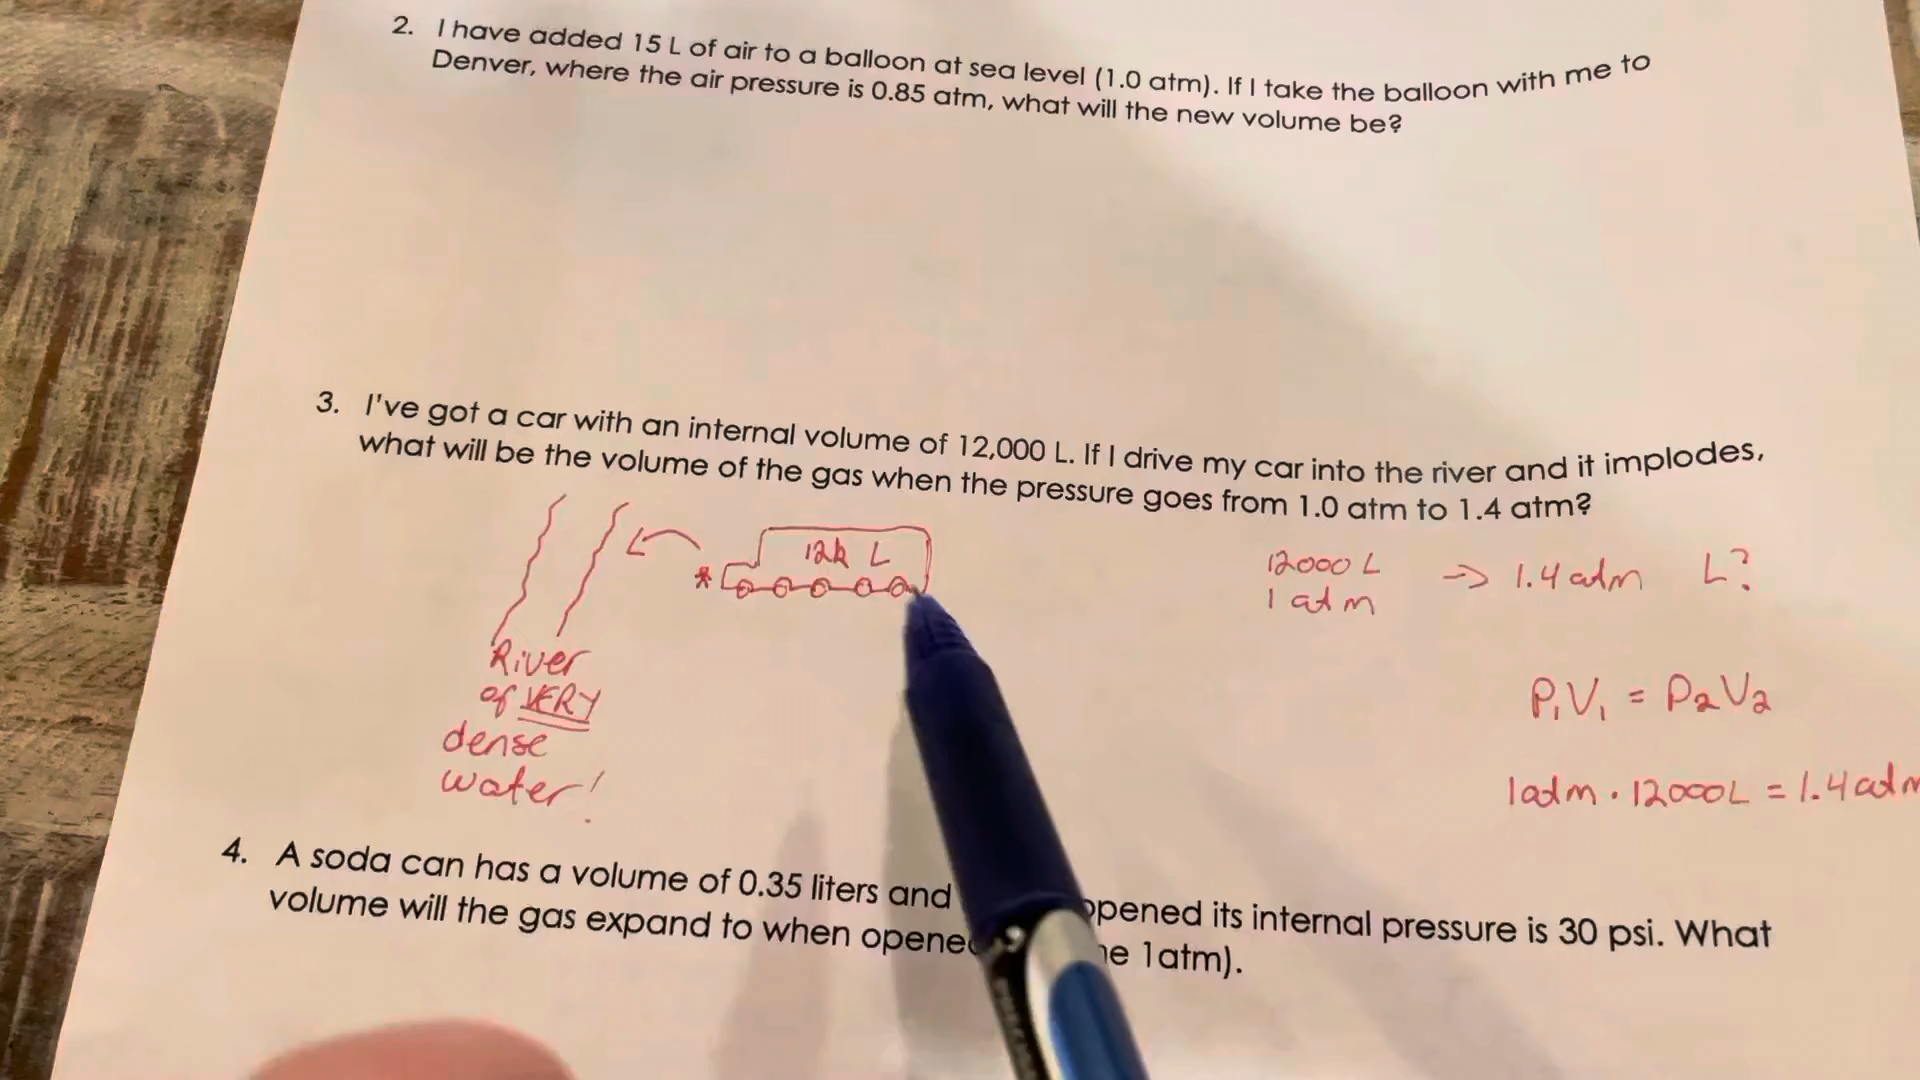 2. I have added 15 L of air to a balloon at sea level (1.0 atm). If I take the balloon with me to
Denver, where the air pressure is 0.85 atm, what will the new volume be?
3. I've got a car with an internal volume of 12,000 L. If I drive my car into the river and it implodes,
what will be the volume of the gas when the pressure goes from 1.0 atm to 1.4 atm?
12k L
*
River
of VERY
dense
water!
12000 L
1 atm
-> 1.4 atm L?
P₁V₁ = P₂V₂
1atm · 12000L = 1.4 atm
4. A soda can has a volume of 0.35 liters and
opened its internal pressure is 30 psi. What
volume will the gas expand to when opened
1atm).